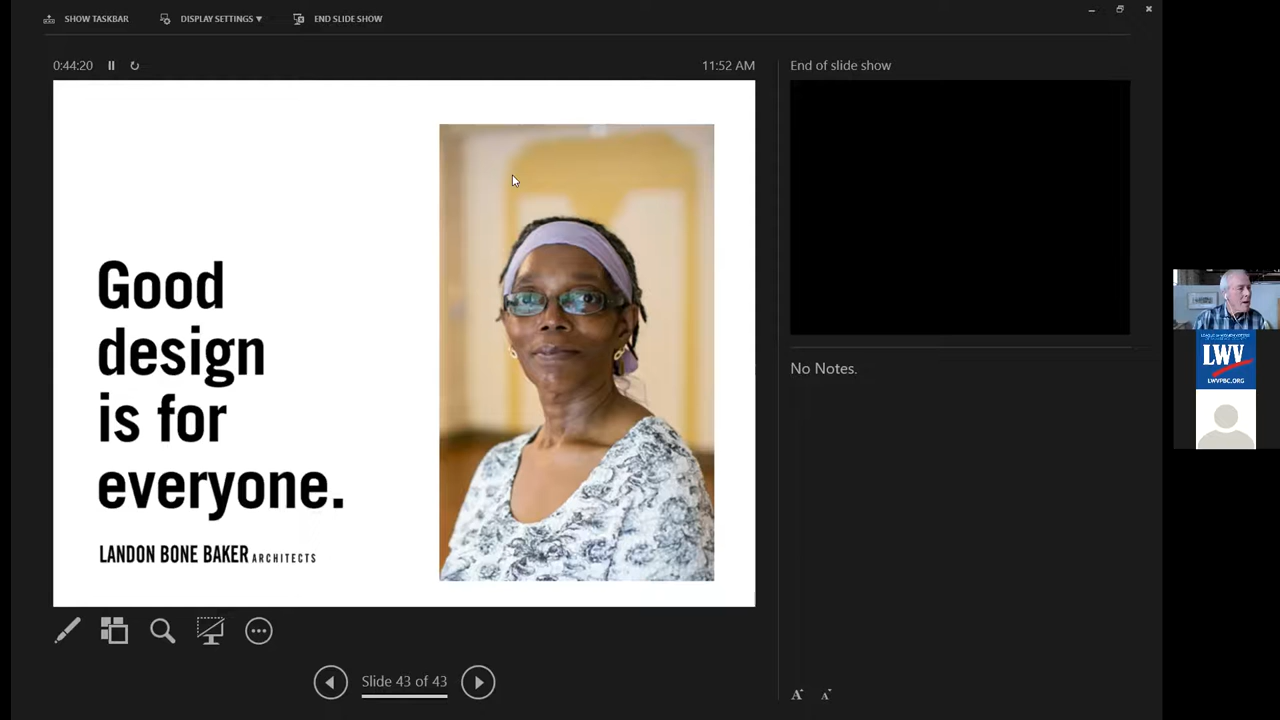 SHOW TASKBAR
DISPLAY SETTINGS ▼
END SLIDE SHOW
0:44:20
11:52 AM
End of slide show
Good
design
is for
everyone.
LANDON BONE BAKER ARCHITECTS
No Notes.
LWV
LWVPBC.ORG
Slide 43 of 43
A
A